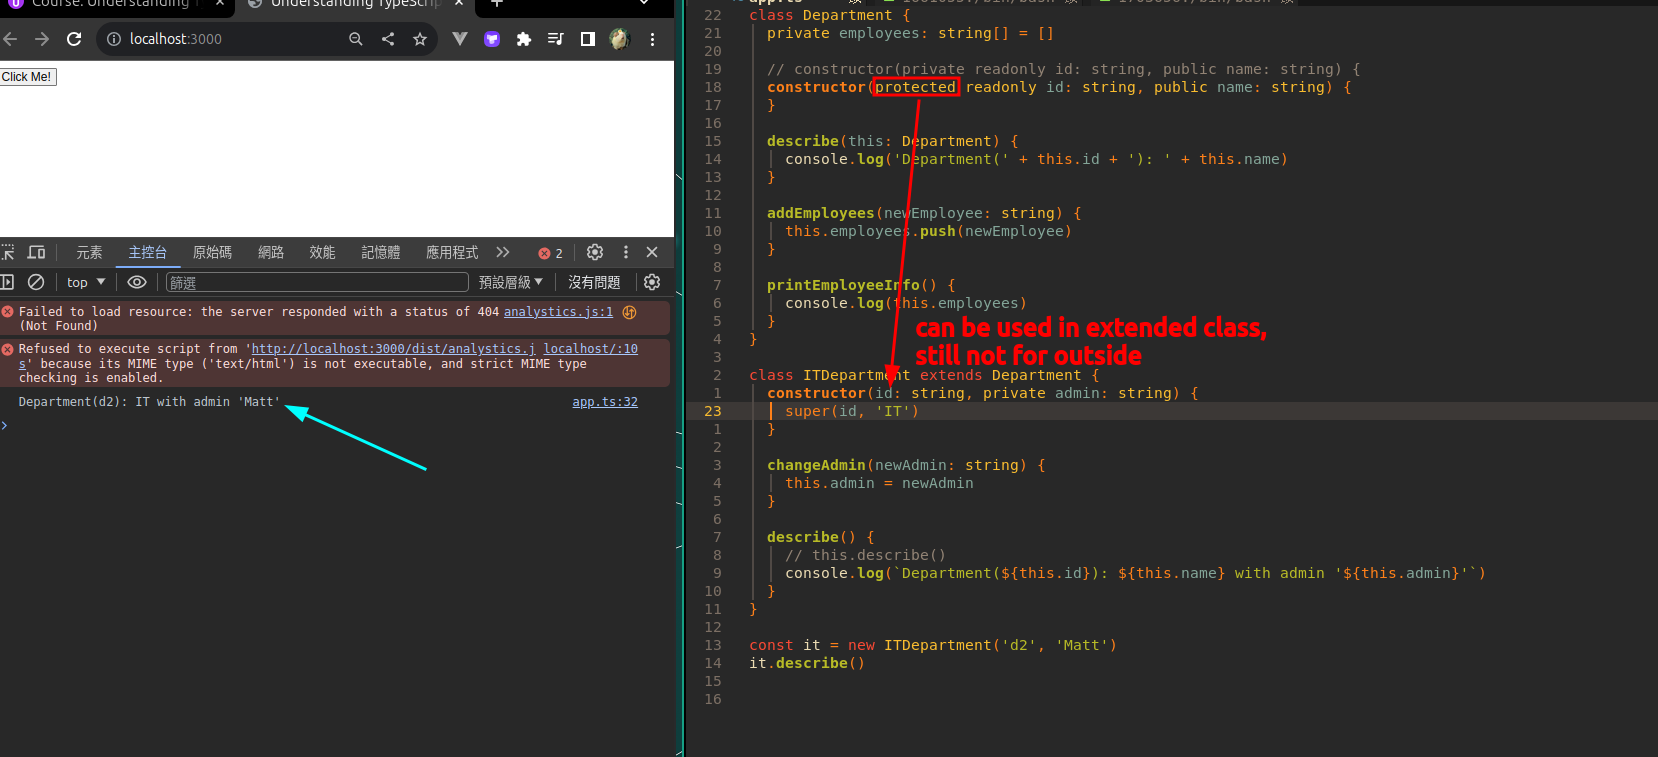 Course: Understanding
Understanding TypeScrip
localhost:3000
Click Me!
元素
主控台
原始碼
網路
效能
記憶體
應用程式
2
top
篩選
預設層級
沒有問題
Failed to load resource: the server responded with a status of 404 analystics.js:1
(Not Found)
Refused to execute script from 'http://localhost:3000/dist/analystics.j localhost/:10
s' because its MIME type ('text/html') is not executable, and strict MIME type
checking is enabled.
Department(d2): IT with admin 'Matt' app.ts:32
22 class Department {
21 private employees: string[] = []
20
19 // constructor(private readonly id: string, public name: string) {
18 constructor(protected readonly id: string, public name: string) {
17 }
16
15 describe(this: Department) {
14 console.log('Department(' + this.id + '): ' + this.name)
13 }
12
11 addEmployees(newEmployee: string) {
10 this.employees.push(newEmployee)
9 }
8
7 printEmployeeInfo() {
6 console.log(this.employees)
5 }
4 }
3
2 class ITDepartment extends Department {
1 constructor(id: string, private admin: string) {
23 super(id, 'IT')
1 }
2
3 changeAdmin(newAdmin: string) {
4 this.admin = newAdmin
5 }
6
7 describe() {
8 // this.describe()
9 console.log(`Department(${this.id}): ${this.name} with admin '${this.admin}'`)
10 }
11 }
12
13 const it = new ITDepartment('d2', 'Matt')
14 it.describe()
15
16
can be used in extended class,
still not for outside